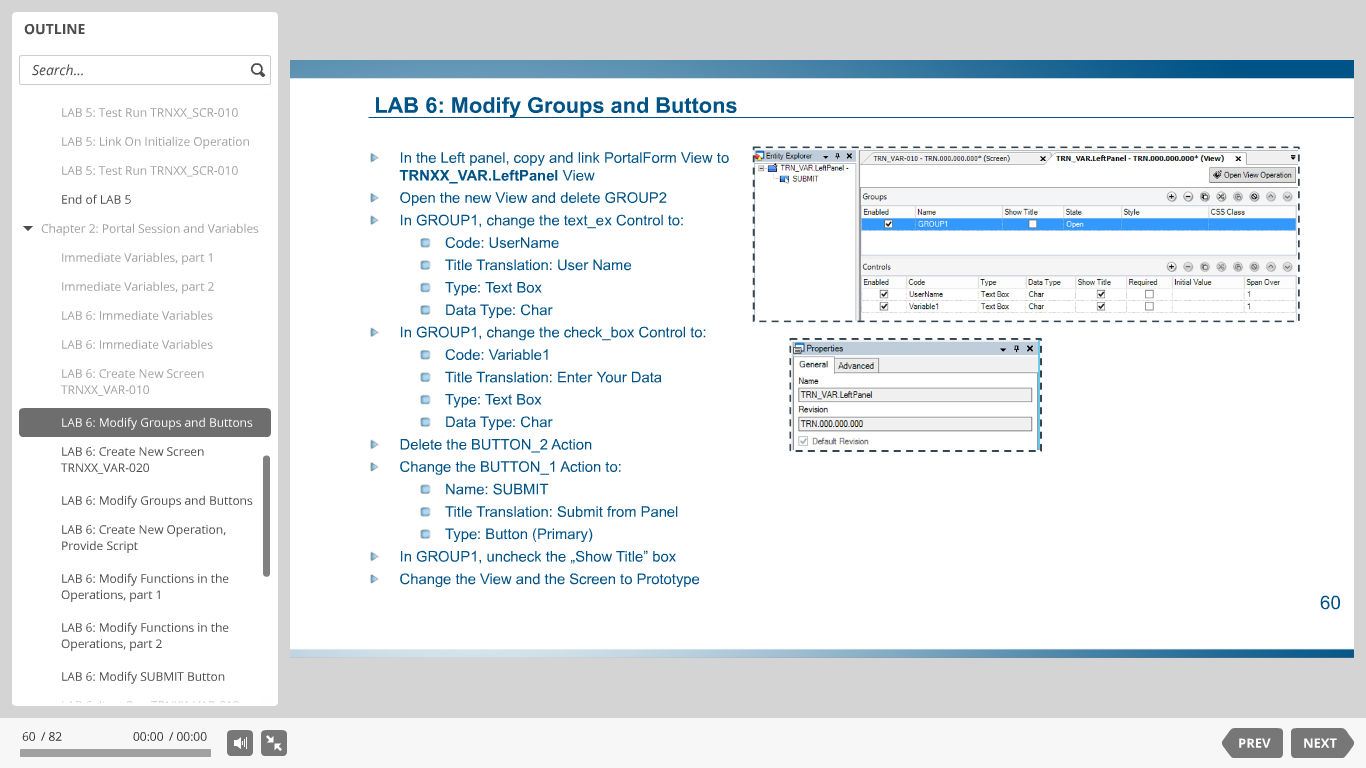 OUTLINE
Search...
LAB 5: Test Run TRNXX_SCR-010
LAB 5: Link On Initialize Operation
LAB 5: Test Run TRNXX_SCR-010
End of LAB 5
Chapter 2: Portal Session and Variables
Immediate Variables, part 1
Immediate Variables, part 2
LAB 6: Immediate Variables
LAB 6: Immediate Variables
LAB 6: Create New Screen
TRNXX_VAR-010
LAB 6: Modify Groups and Buttons
LAB 6: Create New Screen
TRNXX_VAR-020
LAB 6: Modify Groups and Buttons
LAB 6: Create New Operation,
Provide Script
LAB 6: Modify Functions in the
Operations, part 1
LAB 6: Modify Functions in the
Operations, part 2
LAB 6: Modify SUBMIT Button
LAB 6: Modify Groups and Buttons
In the Left panel, copy and link PortalForm View to
TRNXX_VAR.LeftPanel View
Open the new View and delete GROUP2
In GROUP1, change the text_ex Control to:
Code: UserName
Title Translation: User Name
Type: Text Box
Data Type: Char
In GROUP1, change the check_box Control to:
Code: Variable1
Title Translation: Enter Your Data
Type: Text Box
Data Type: Char
Delete the BUTTON_2 Action
Change the BUTTON_1 Action to:
Name: SUBMIT
Title Translation: Submit from Panel
Type: Button (Primary)
In GROUP1, uncheck the „Show Title” box
Change the View and the Screen to Prototype
Entity Explorer
TRN_VAR.LeftPanel -
SUBMIT
TRN_VAR-010 - TRN.000.000.000* (Screen)
TRN_VAR.LeftPanel - TRN.000.000.000* (View)
Open View Operation
Groups
Enabled Name Show Title State Style CSS Class
GROUP1 Open
Controls
Enabled Code Type Data Type Show Title Required Initial Value Span Over
UserName Text Box Char 1
Variable1 Text Box Char 1
Properties
General Advanced
Name
TRN_VAR.LeftPanel
Revision
TRN.000.000.000
Default Revision
60
60 / 82
00:00 / 00:00
PREV
NEXT